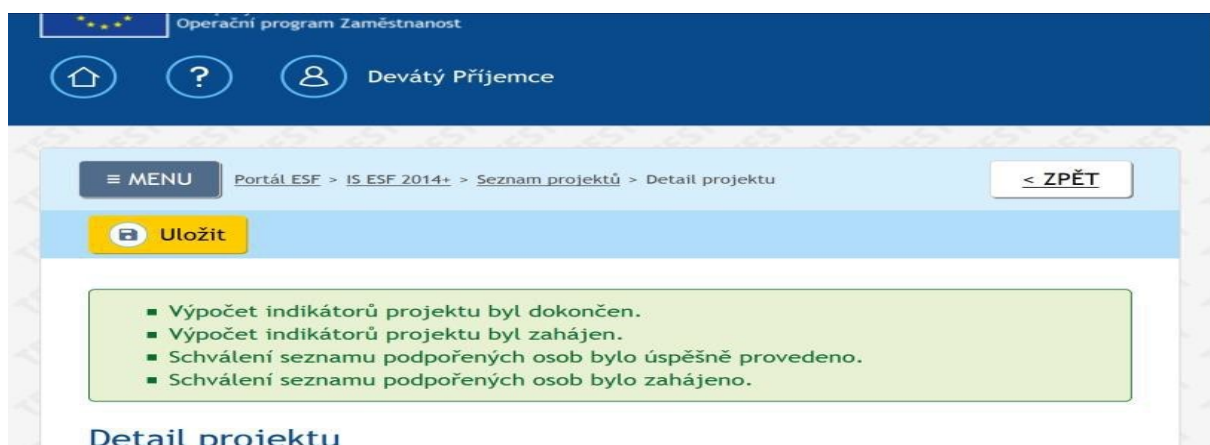 Operační program Zaměstnanost
? Devátý Příjemce
≡ MENU Portál ESF > IS ESF 2014+ > Seznam projektů > Detail projektu < ZPĚT
Uložit
▪ Výpočet indikátorů projektu byl dokončen.
▪ Výpočet indikátorů projektu byl zahájen.
▪ Schválení seznamu podpořených osob bylo úspěšně provedeno.
▪ Schválení seznamu podpořených osob bylo zahájeno.
Detail projektu